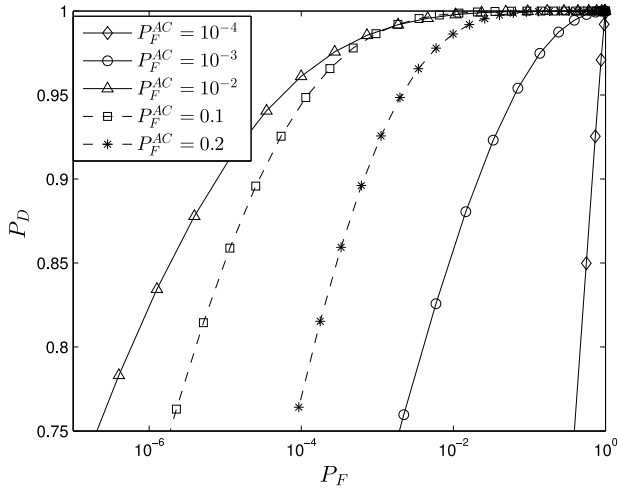 P_F^{AC} = 10^{-4}
P_F^{AC} = 10^{-3}
P_F^{AC} = 10^{-2}
P_F^{AC} = 0.1
P_F^{AC} = 0.2
1
0.95
0.9
0.85
0.8
0.75
P_D
10^{-6}
10^{-4}
10^{-2}
10^{0}
P_F